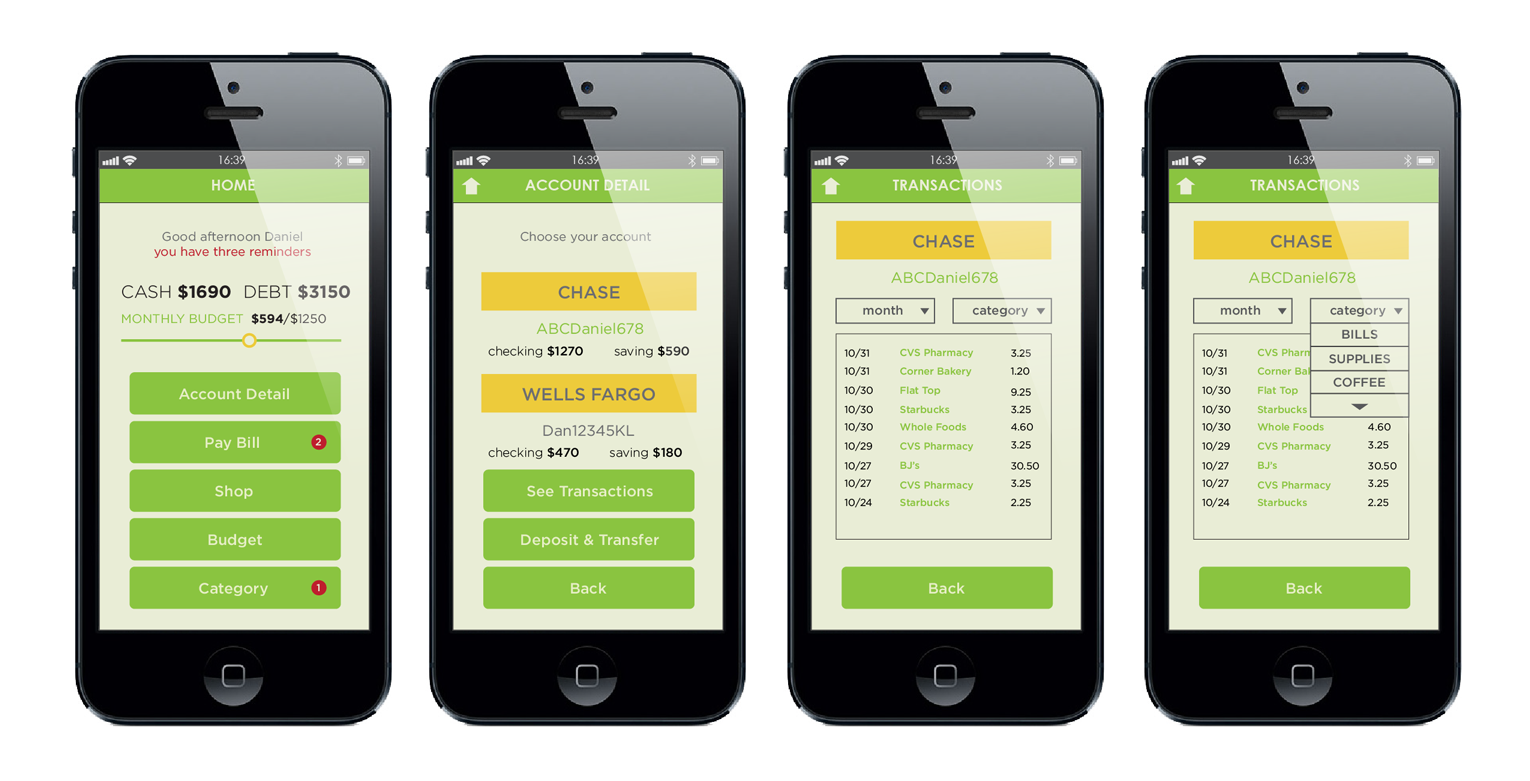 16:39
HOME
Good afternoon Daniel
you have three reminders
CASH $1690 DEBT $3150
MONTHLY BUDGET $594/$1250
Account Detail
Pay Bill 2
Shop
Budget
Category 1
16:39
ACCOUNT DETAIL
Choose your account
CHASE
ABCDaniel678
checking $1270 saving $590
WELLS FARGO
Dan12345KL
checking $470 saving $180
See Transactions
Deposit & Transfer
Back
16:39
TRANSACTIONS
CHASE
ABCDaniel678
month category
10/31 CVS Pharmacy 3.25
10/31 Corner Bakery 1.20
10/30 Flat Top 9.25
10/30 Starbucks 3.25
10/30 Whole Foods 4.60
10/29 CVS Pharmacy 3.25
10/27 BJ's 30.50
10/27 CVS Pharmacy 3.25
10/24 Starbucks 2.25
Back
16:39
TRANSACTIONS
CHASE
ABCDaniel678
month category
BILLS
10/31 CVS Pharm
SUPPLIES
10/31 Corner Bal
COFFEE
10/30 Flat Top
10/30 Starbucks
10/30 Whole Foods 4.60
10/29 CVS Pharmacy 3.25
10/27 BJ's 30.50
10/27 CVS Pharmacy 3.25
10/24 Starbucks 2.25
Back